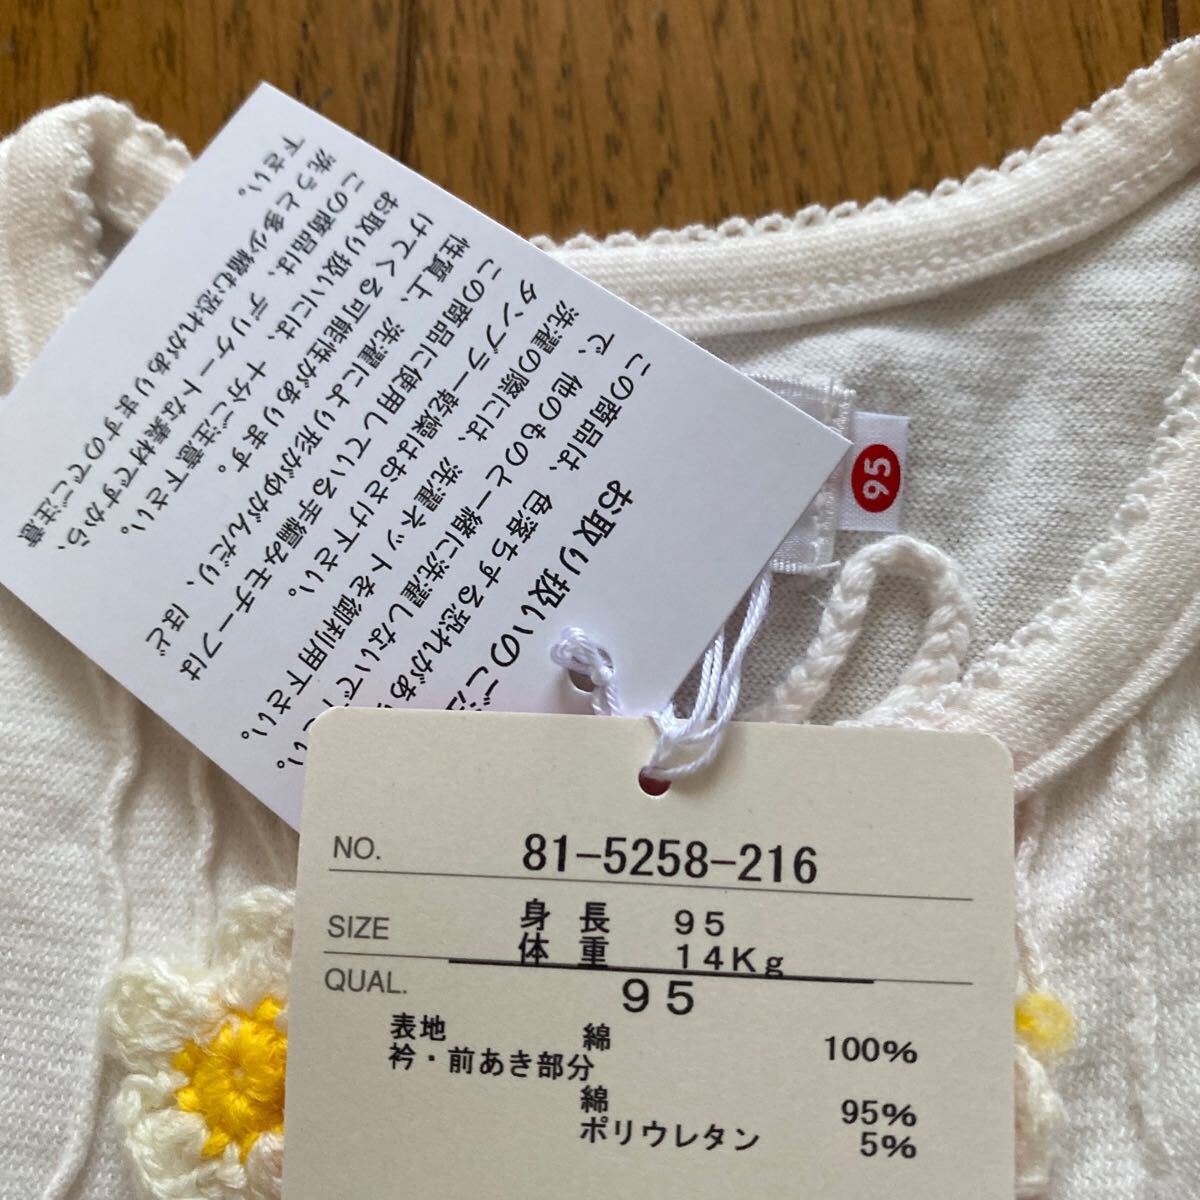 お取り扱いのご
この商品は、色落ちする恐れがあ
で、他のものと一緒に洗濯しないで下さい。
洗濯の際には、洗濯ネットを御利用下さい。
タンブラー乾燥はおさけ下さい。
この商品に使用している手編みモチーフは
性質上、洗濯により形がゆがんだり、ほど
けてくる可能性があります。
お取り扱いには、十分ご注意下さい。
この商品は、デリケートな素材ですから、
洗うと多少縮む恐れがありますのでご注意
下さい。
95
NO. 81-5258-216
SIZE 身長 95
体重 14Kg
QUAL. 95
表地 綿 100%
衿・前あき部分
綿 95%
ポリウレタン 5%